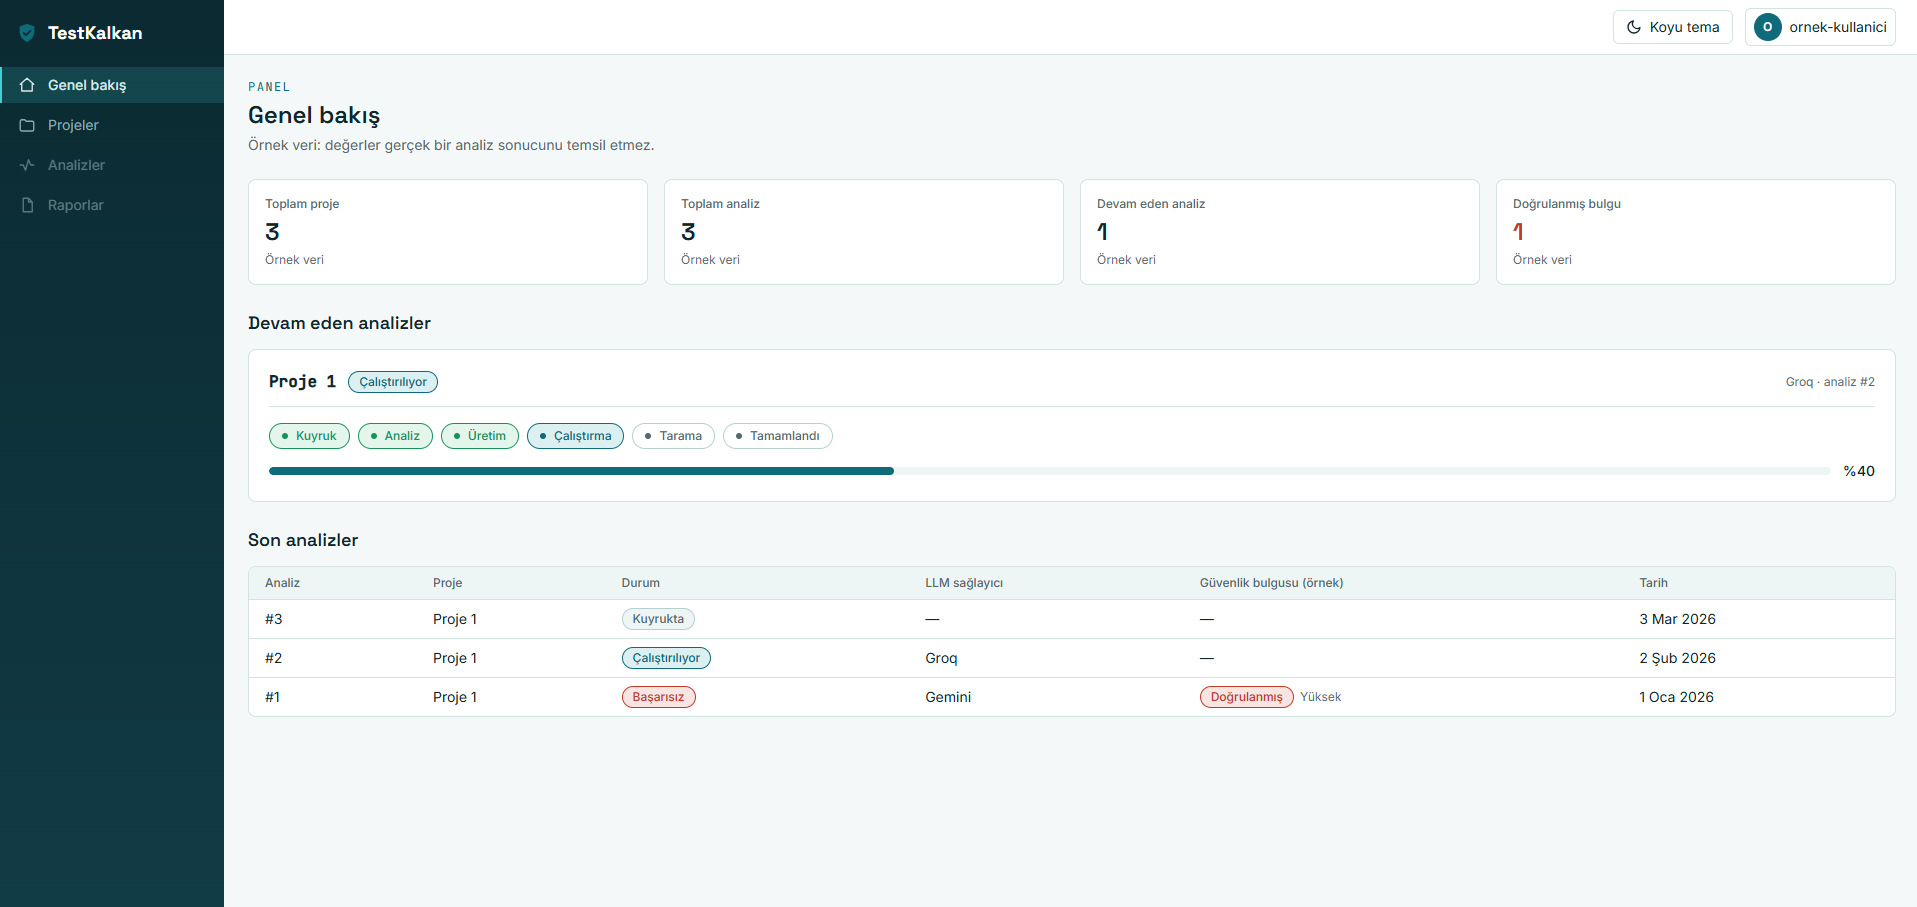 TestKalkan
Genel bakış
Projeler
Analizler
Raporlar
Koyu tema
O ornek-kullanici
PANEL
Genel bakış
Örnek veri: değerler gerçek bir analiz sonucunu temsil etmez.
Toplam proje
3
Örnek veri
Toplam analiz
3
Örnek veri
Devam eden analiz
1
Örnek veri
Doğrulanmış bulgu
1
Örnek veri
Devam eden analizler
Proje 1 Çalıştırılıyor Groq · analiz #2
Kuyruk Analiz Üretim Çalıştırma Tarama Tamamlandı
%40
Son analizler
Analiz Proje Durum LLM sağlayıcı Güvenlik bulgusu (örnek) Tarih
#3 Proje 1 Kuyrukta — — 3 Mar 2026
#2 Proje 1 Çalıştırılıyor Groq — 2 Şub 2026
#1 Proje 1 Başarısız Gemini Doğrulanmış Yüksek 1 Oca 2026